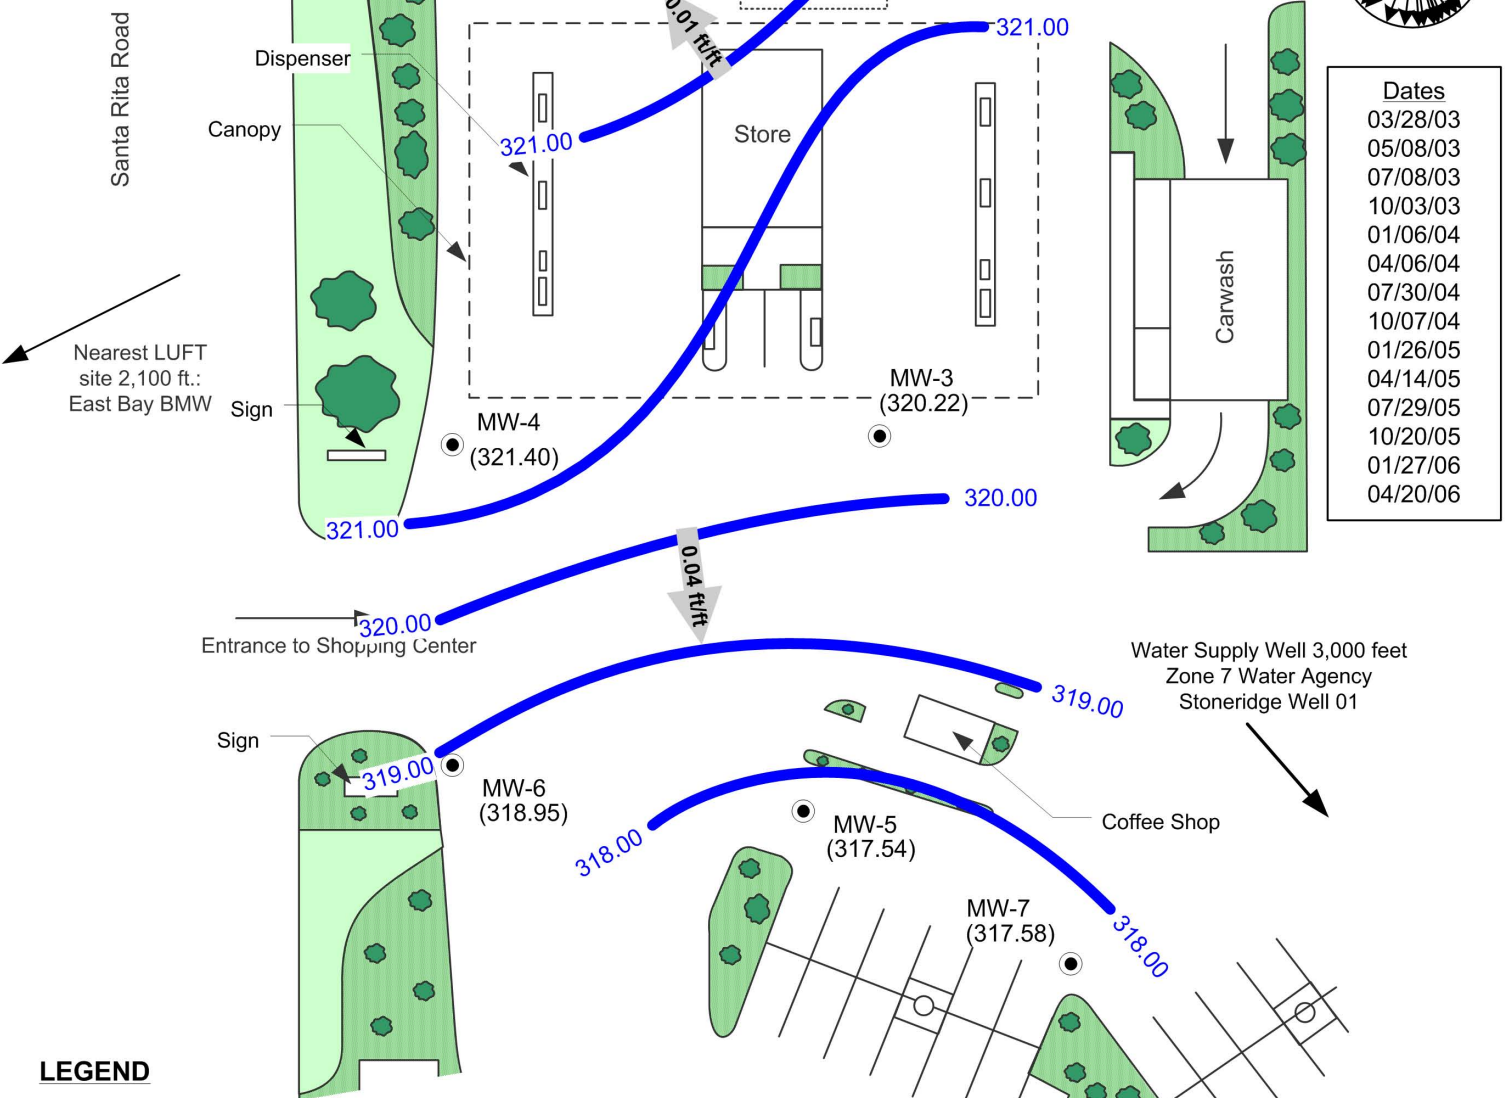 0.01 ft/ft
321.00
Santa Rita Road
Dispenser
Canopy
321.00
Store
Dates
03/28/03
05/08/03
07/08/03
10/03/03
01/06/04
04/06/04
07/30/04
10/07/04
01/26/05
04/14/05
07/29/05
10/20/05
01/27/06
04/20/06
Carwash
Nearest LUFT
site 2,100 ft.:
East Bay BMW
Sign
MW-4
(321.40)
MW-3
(320.22)
321.00
320.00
0.04 ft/ft
320.00
Entrance to Shopping Center
Water Supply Well 3,000 feet
Zone 7 Water Agency
Stoneridge Well 01
319.00
Sign
319.00
MW-6
(318.95)
318.00
MW-5
(317.54)
Coffee Shop
MW-7
(317.58)
318.00
LEGEND